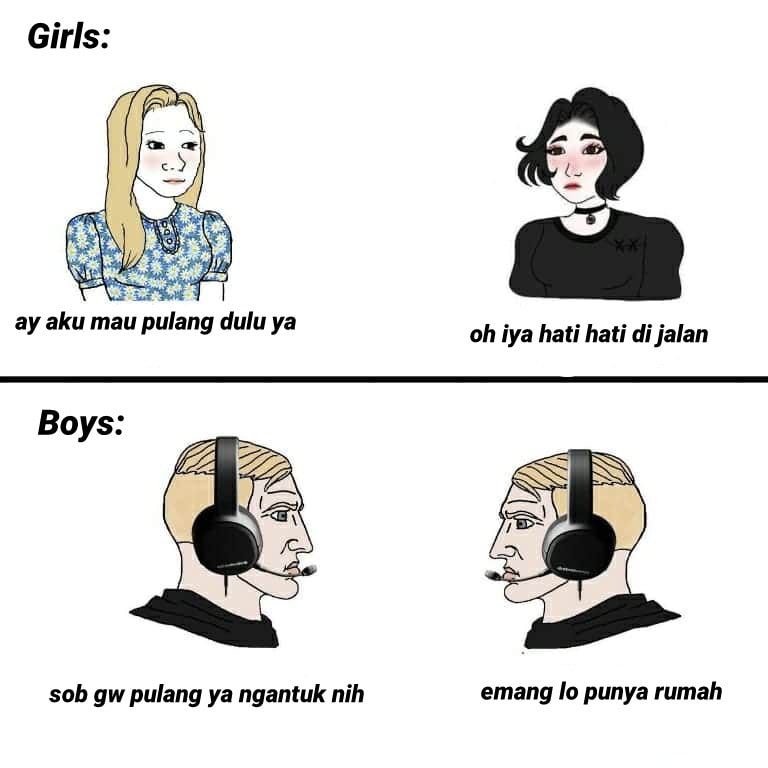 Girls:
ay aku mau pulang dulu ya
oh iya hati hati di jalan
Boys:
sob gw pulang ya ngantuk nih
emang lo punya rumah